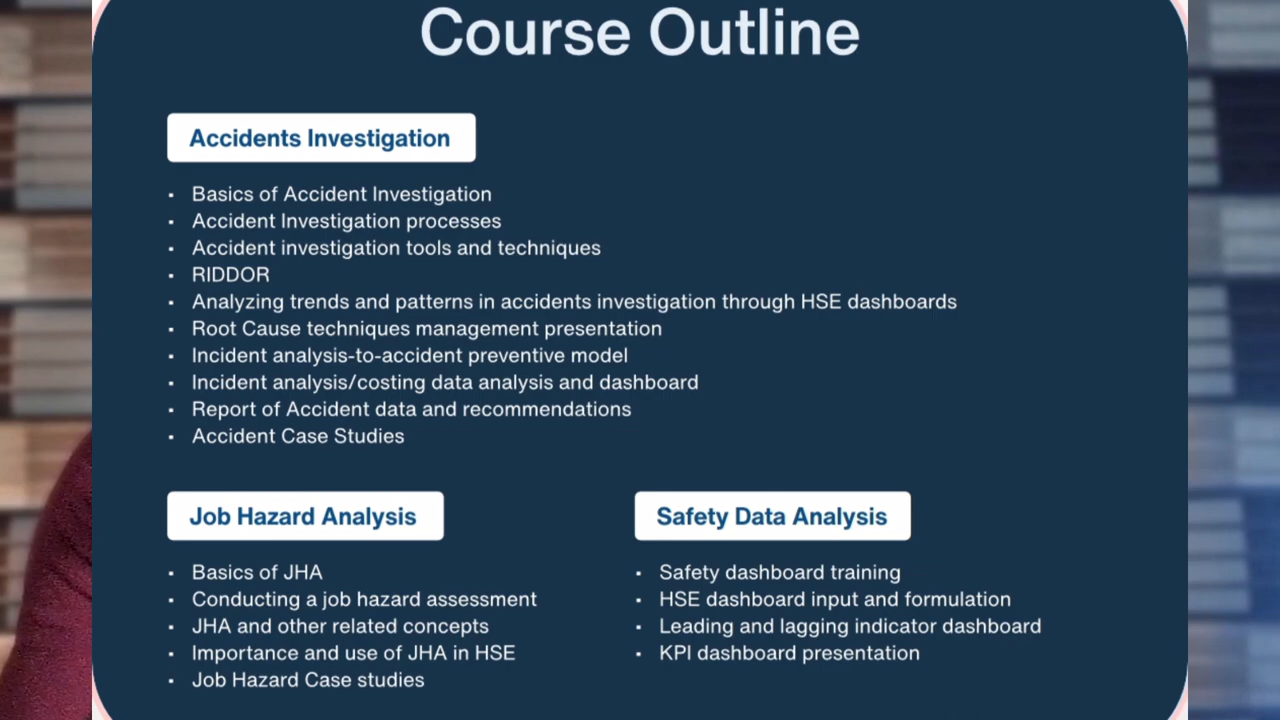 Course Outline
Accidents Investigation
· Basics of Accident Investigation
· Accident Investigation processes
· Accident investigation tools and techniques
· RIDDOR
· Analyzing trends and patterns in accidents investigation through HSE dashboards
· Root Cause techniques management presentation
· Incident analysis-to-accident preventive model
· Incident analysis/costing data analysis and dashboard
· Report of Accident data and recommendations
· Accident Case Studies
Job Hazard Analysis
· Basics of JHA
· Conducting a job hazard assessment
· JHA and other related concepts
· Importance and use of JHA in HSE
· Job Hazard Case studies
Safety Data Analysis
· Safety dashboard training
· HSE dashboard input and formulation
· Leading and lagging indicator dashboard
· KPI dashboard presentation